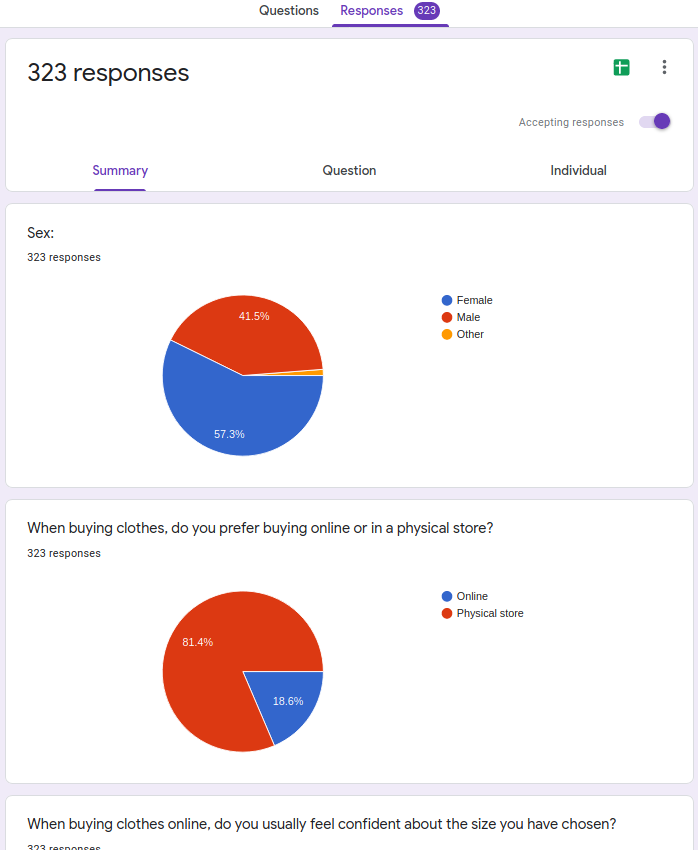 Questions Responses 323
323 responses
Accepting responses
Summary Question Individual
Sex:
323 responses
41.5%
57.3%
Female
Male
Other
When buying clothes, do you prefer buying online or in a physical store?
323 responses
81.4%
18.6%
Online
Physical store
When buying clothes online, do you usually feel confident about the size you have chosen?
323 responses